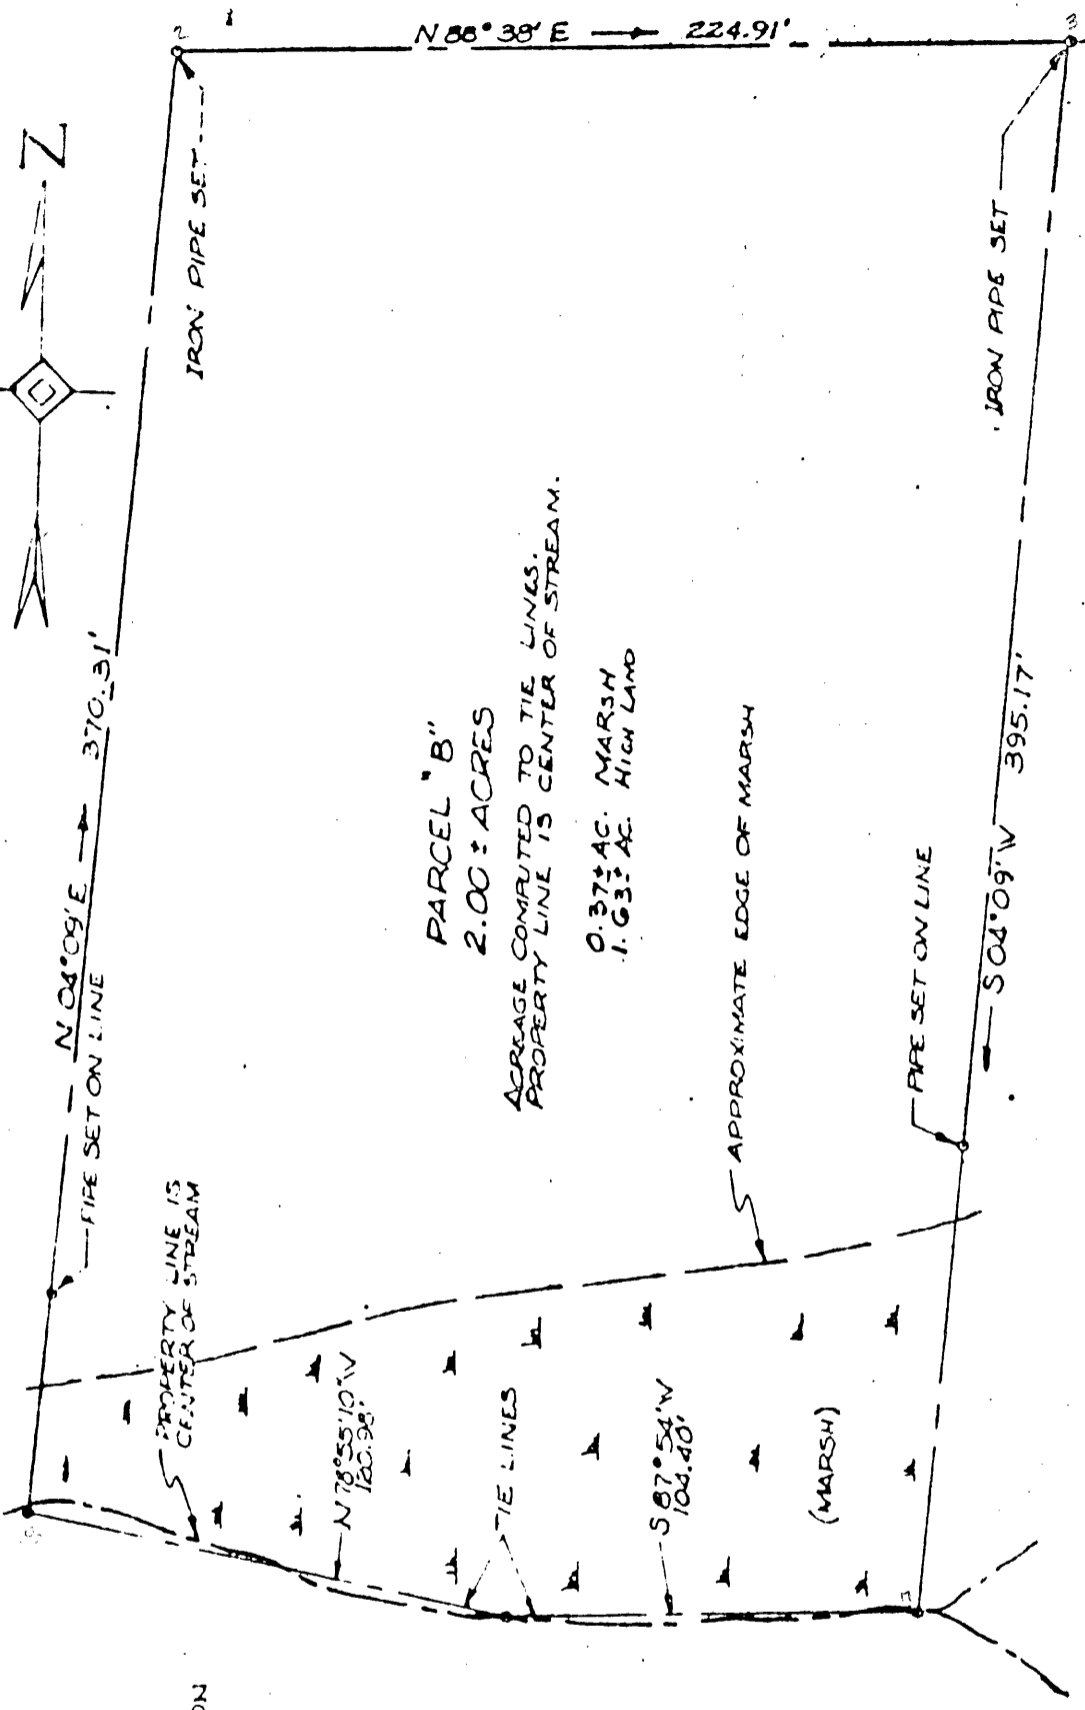 N 88° 38' E 224.91'
2
3
Z
IRON PIPE SET
IRON PIPE SET
N 04° 09' E 370.31'
PIPE SET ON LINE
PARCEL "B"
2.00 ± ACRES
ACREAGE COMPUTED TO TIE LINES.
PROPERTY LINE IS CENTER OF STREAM.
0.37± AC. MARSH
1.63± AC. HIGH LAND
APPROXIMATE EDGE OF MARSH
PIPE SET ON LINE
S 04° 09' W 395.17'
PROPERTY LINE IS
CENTER OF STREAM
N 78° 55' 10" W
120.98'
TIE LINES
S 87° 54' W
104.40'
(MARSH)
ON